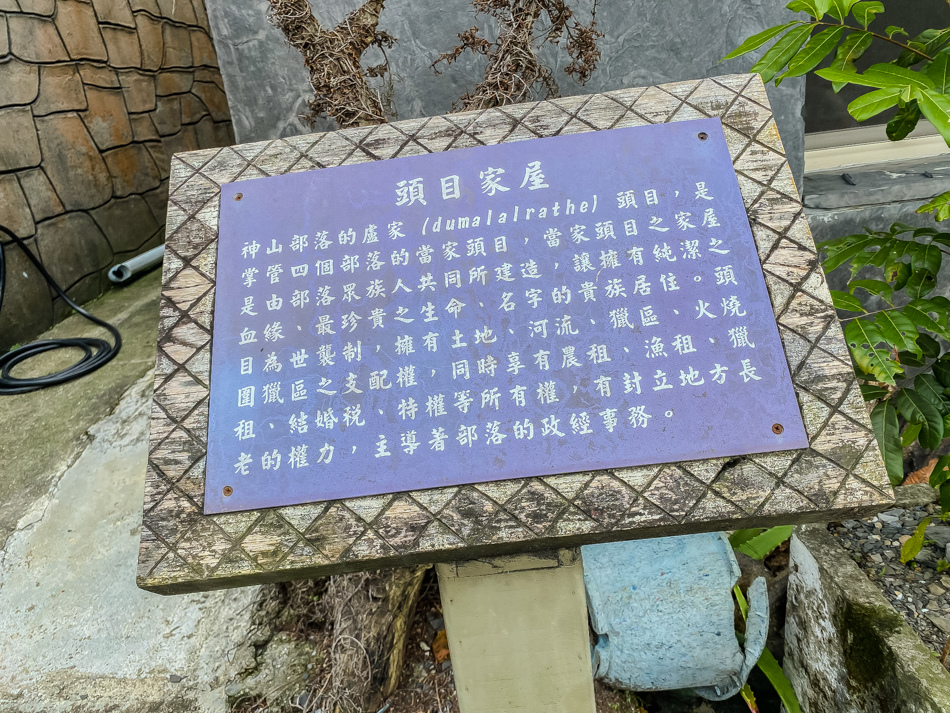 頭目家屋
神山部落的盧家(dumalalrathe)頭目，是
掌管四個部落的當家頭目，當家頭目之家屋
是由部落眾族人共同所建造，讓擁有純潔之
血緣、最珍貴之生命、名字的貴族居住。頭
目為世襲制，擁有土地、河流、獵區、火燒
圍獵區之支配權，同時享有農租、漁租、獵
租、結婚稅、特權等所有權、有封立地方長
老的權力，主導著部落的政經事務。